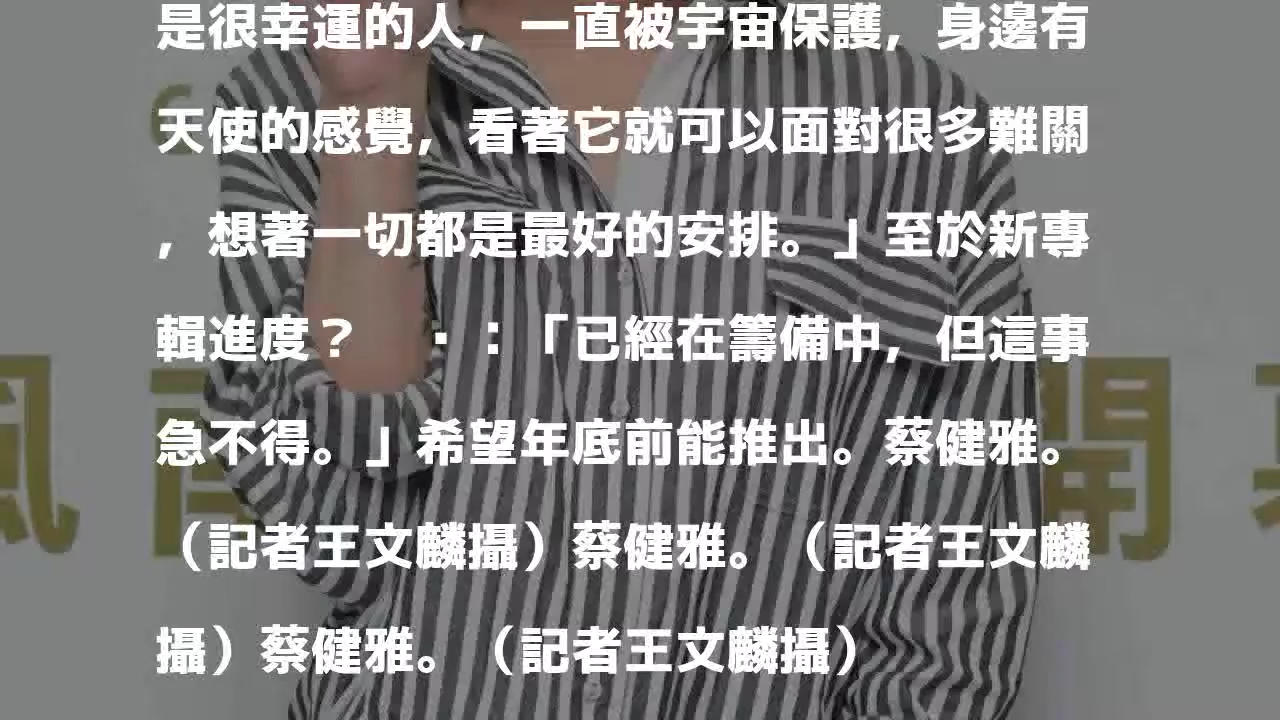 是很幸運的人，一直被宇宙保護，身邊有
天使的感覺，看著它就可以面對很多難關
，想著一切都是最好的安排。」至於新專
輯進度？　・：「已經在籌備中，但這事
急不得。」希望年底前能推出。蔡健雅。
（記者王文麟攝）蔡健雅。（記者王文麟
攝）蔡健雅。（記者王文麟攝）
風
開